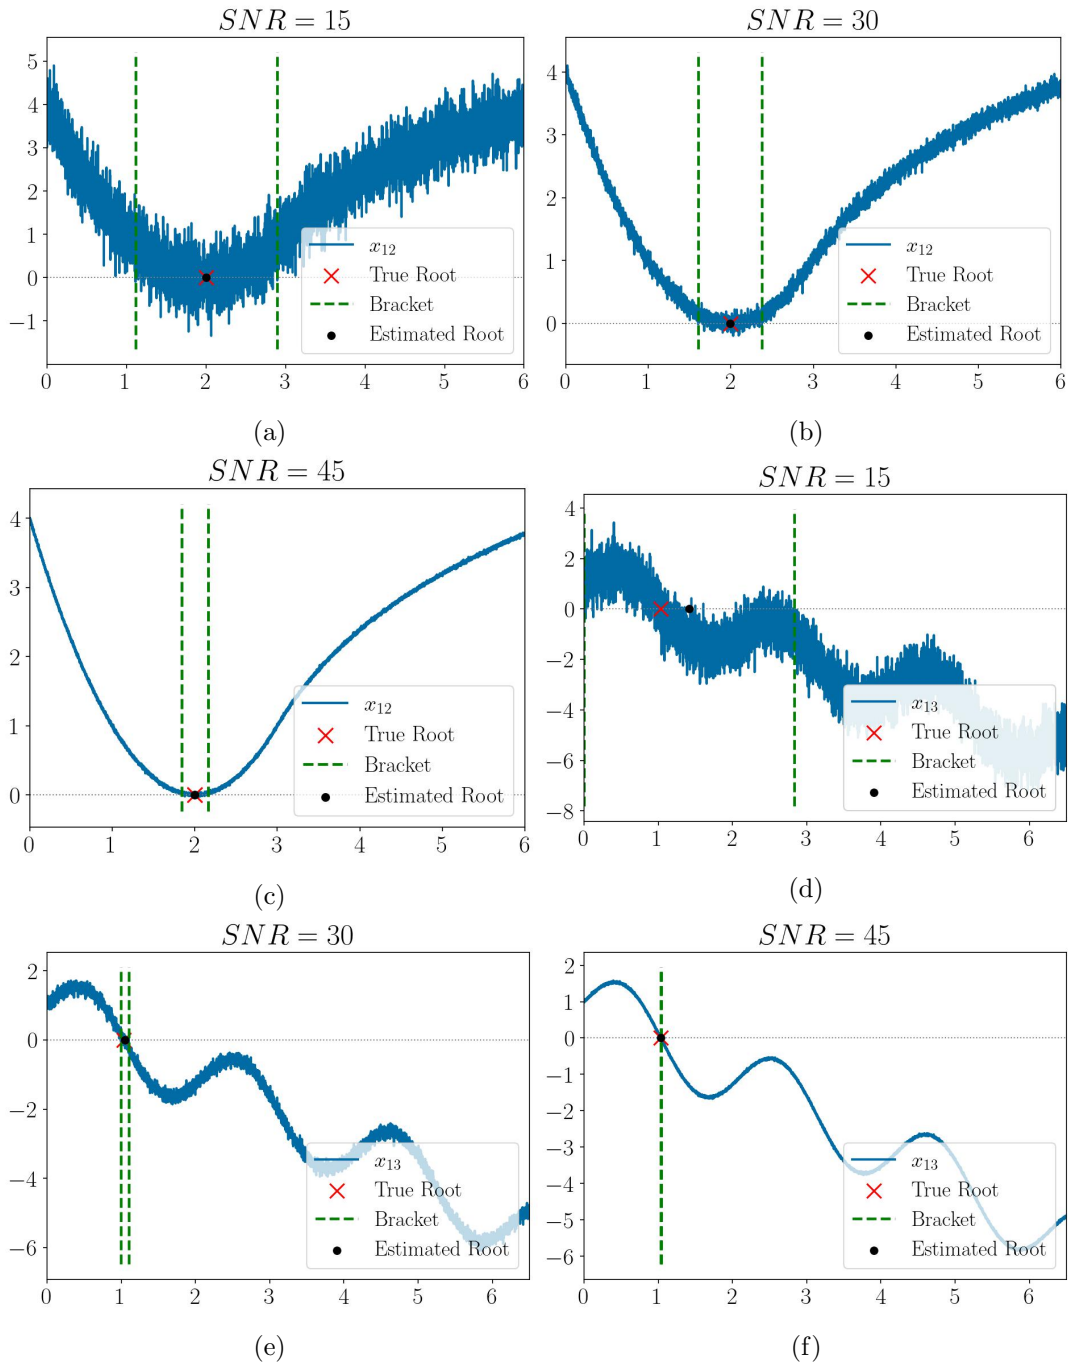 SNR = 15
5
4
3
2
1
0
−1
0 1 2 3 4 5 6
x12
True Root
Bracket
Estimated Root
(a)
SNR = 30
4
3
2
1
0
0 1 2 3 4 5 6
x12
True Root
Bracket
Estimated Root
(b)
SNR = 45
4
3
2
1
0
0 1 2 3 4 5 6
x12
True Root
Bracket
Estimated Root
(c)
SNR = 15
4
2
0
−2
−4
−6
−8
0 1 2 3 4 5 6
x13
True Root
Bracket
Estimated Root
(d)
SNR = 30
2
0
−2
−4
−6
0 1 2 3 4 5 6
x13
True Root
Bracket
Estimated Root
(e)
SNR = 45
2
1
0
−1
−2
−3
−4
−5
−6
0 1 2 3 4 5 6
x13
True Root
Bracket
Estimated Root
(f)